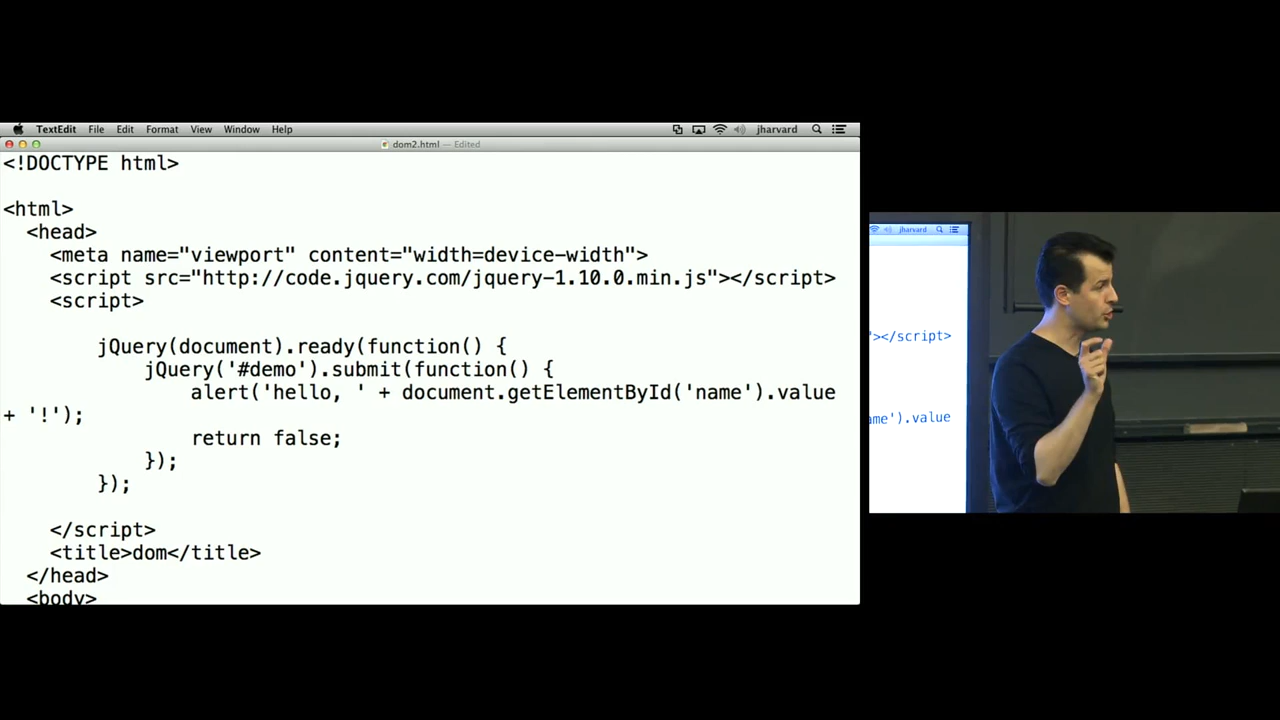 TextEdit File Edit Format View Window Help jharvard
dom2.html — Edited
<!DOCTYPE html>
<html>
<head>
<meta name="viewport" content="width=device-width">
<script src="http://code.jquery.com/jquery-1.10.0.min.js"></script>
<script>
jQuery(document).ready(function() {
jQuery('#demo').submit(function() {
alert('hello, ' + document.getElementById('name').value
+ '!');
return false;
});
});
</script>
<title>dom</title>
</head>
<body>
jharvard
"></script>
ame').value